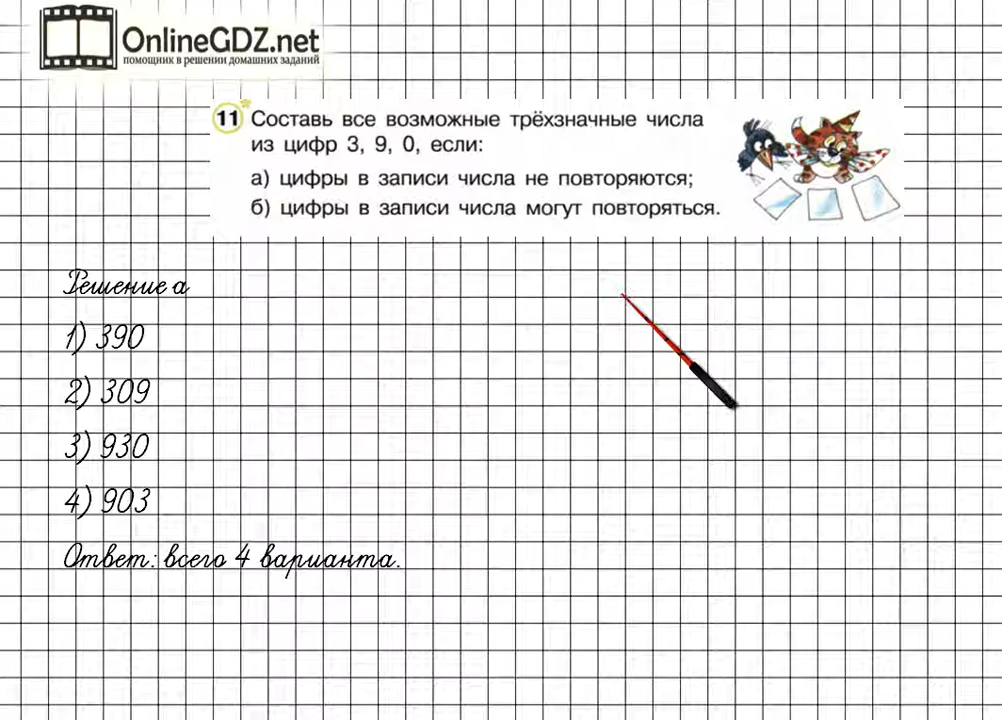 OnlineGDZ.net
помощник в решении домашних заданий
11 Составь все возможные трёхзначные числа
из цифр 3, 9, 0, если:
а) цифры в записи числа не повторяются;
б) цифры в записи числа могут повторяться.
Решение а
1) 390
2) 309
3) 930
4) 903
Ответ: всего 4 варианта.